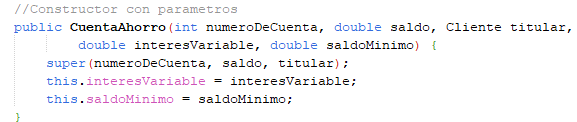 //Constructor con parametros
public CuentaAhorro(int numeroDeCuenta, double saldo, Cliente titular,
double interesVariable, double saldoMinimo) {
super(numeroDeCuenta, saldo, titular);
this.interesVariable = interesVariable;
this.saldoMinimo = saldoMinimo;
}